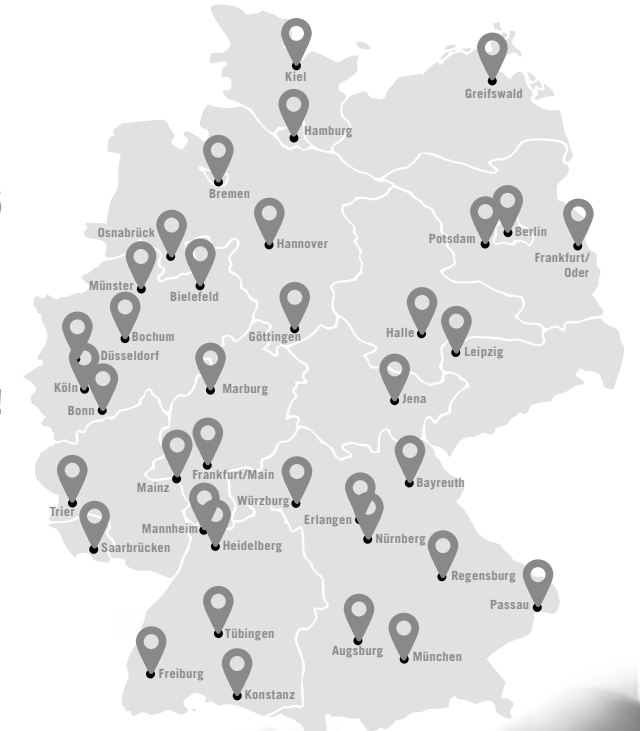 Kiel
Greifswald
Hamburg
Bremen
Osnabrück
Hannover
Potsdam
Berlin
Frankfurt/
Oder
Münster
Bielefeld
Göttingen
Bochum
Halle
Leipzig
Düsseldorf
Köln
Marburg
Jena
Bonn
Frankfurt/Main
Mainz
Bayreuth
Würzburg
Trier
Erlangen
Mannheim
Nürnberg
Saarbrücken
Heidelberg
Regensburg
Passau
Tübingen
Augsburg
München
Freiburg
Konstanz